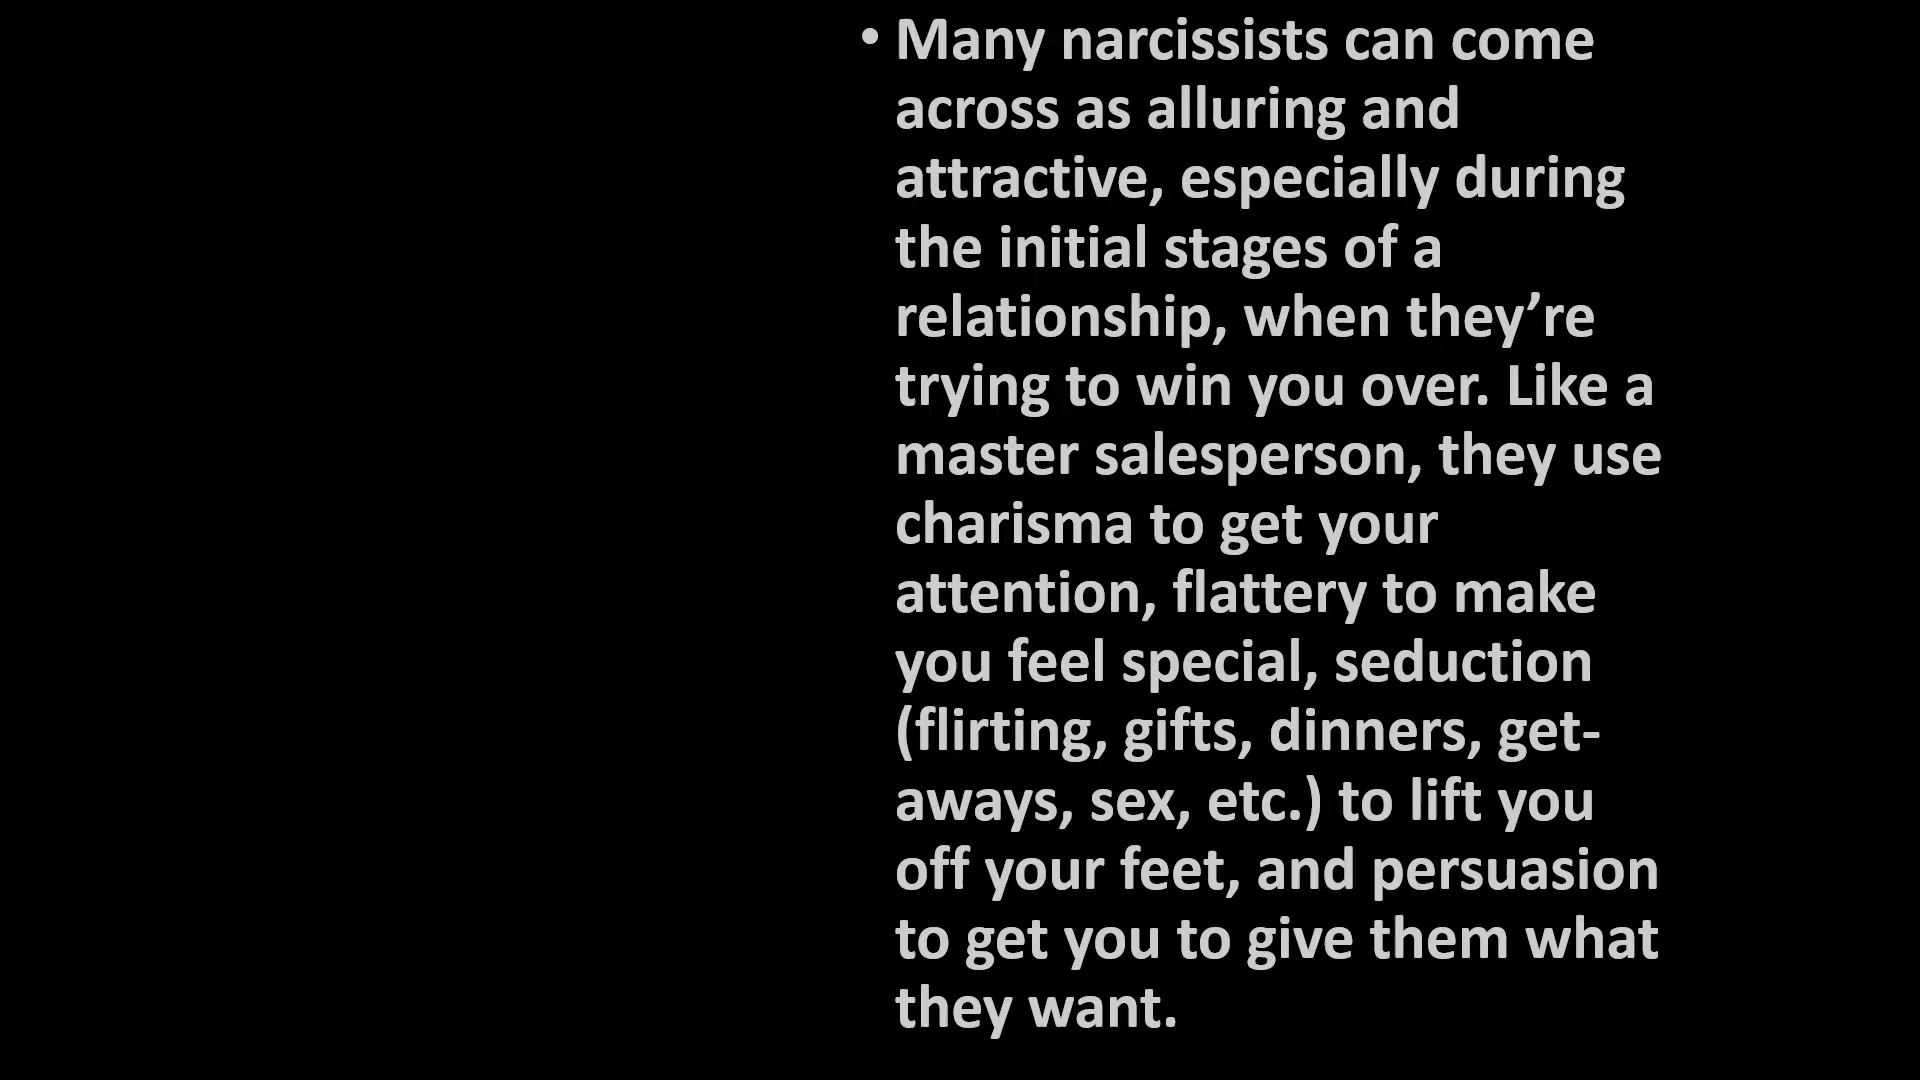 • Many narcissists can come
across as alluring and
attractive, especially during
the initial stages of a
relationship, when they’re
trying to win you over. Like a
master salesperson, they use
charisma to get your
attention, flattery to make
you feel special, seduction
(flirting, gifts, dinners, get-
aways, sex, etc.) to lift you
off your feet, and persuasion
to get you to give them what
they want.